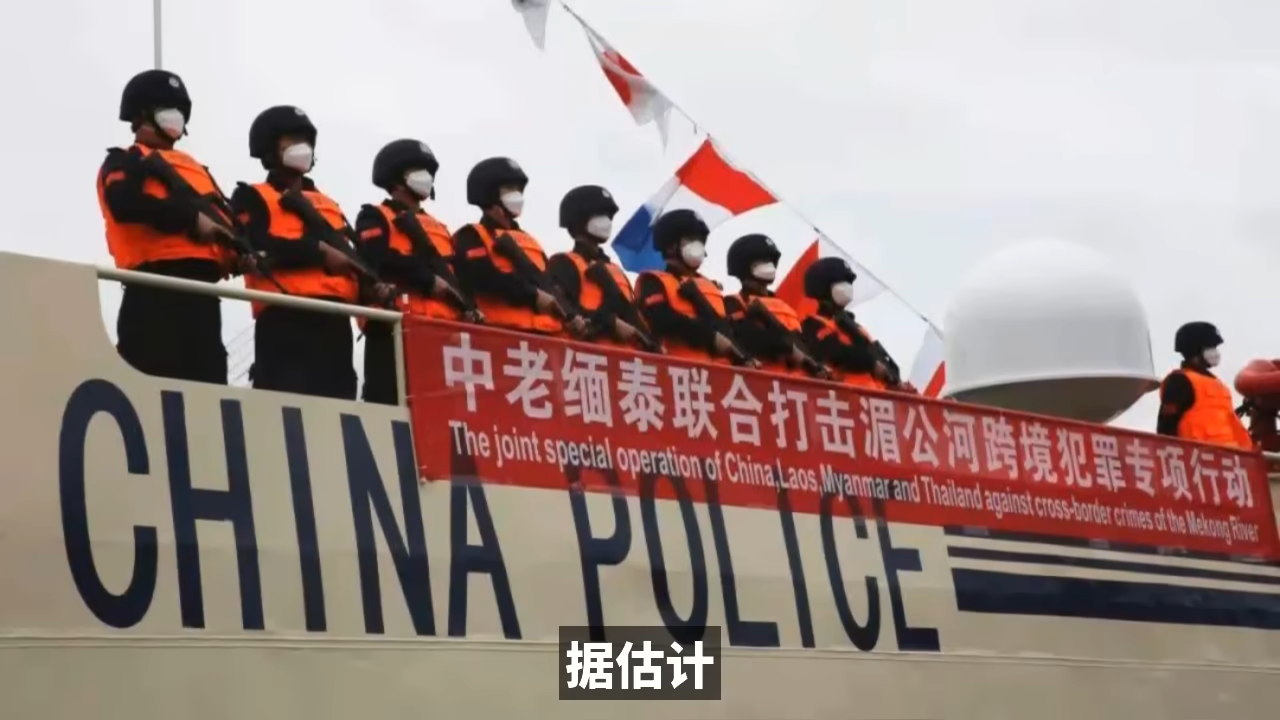 中老缅泰联合打击湄公河跨境犯罪专项行动
The joint special operation of China,Laos,Myanmar and Thailand against cross-border crimes of the Mekong River
CHINA POLICE
据估计